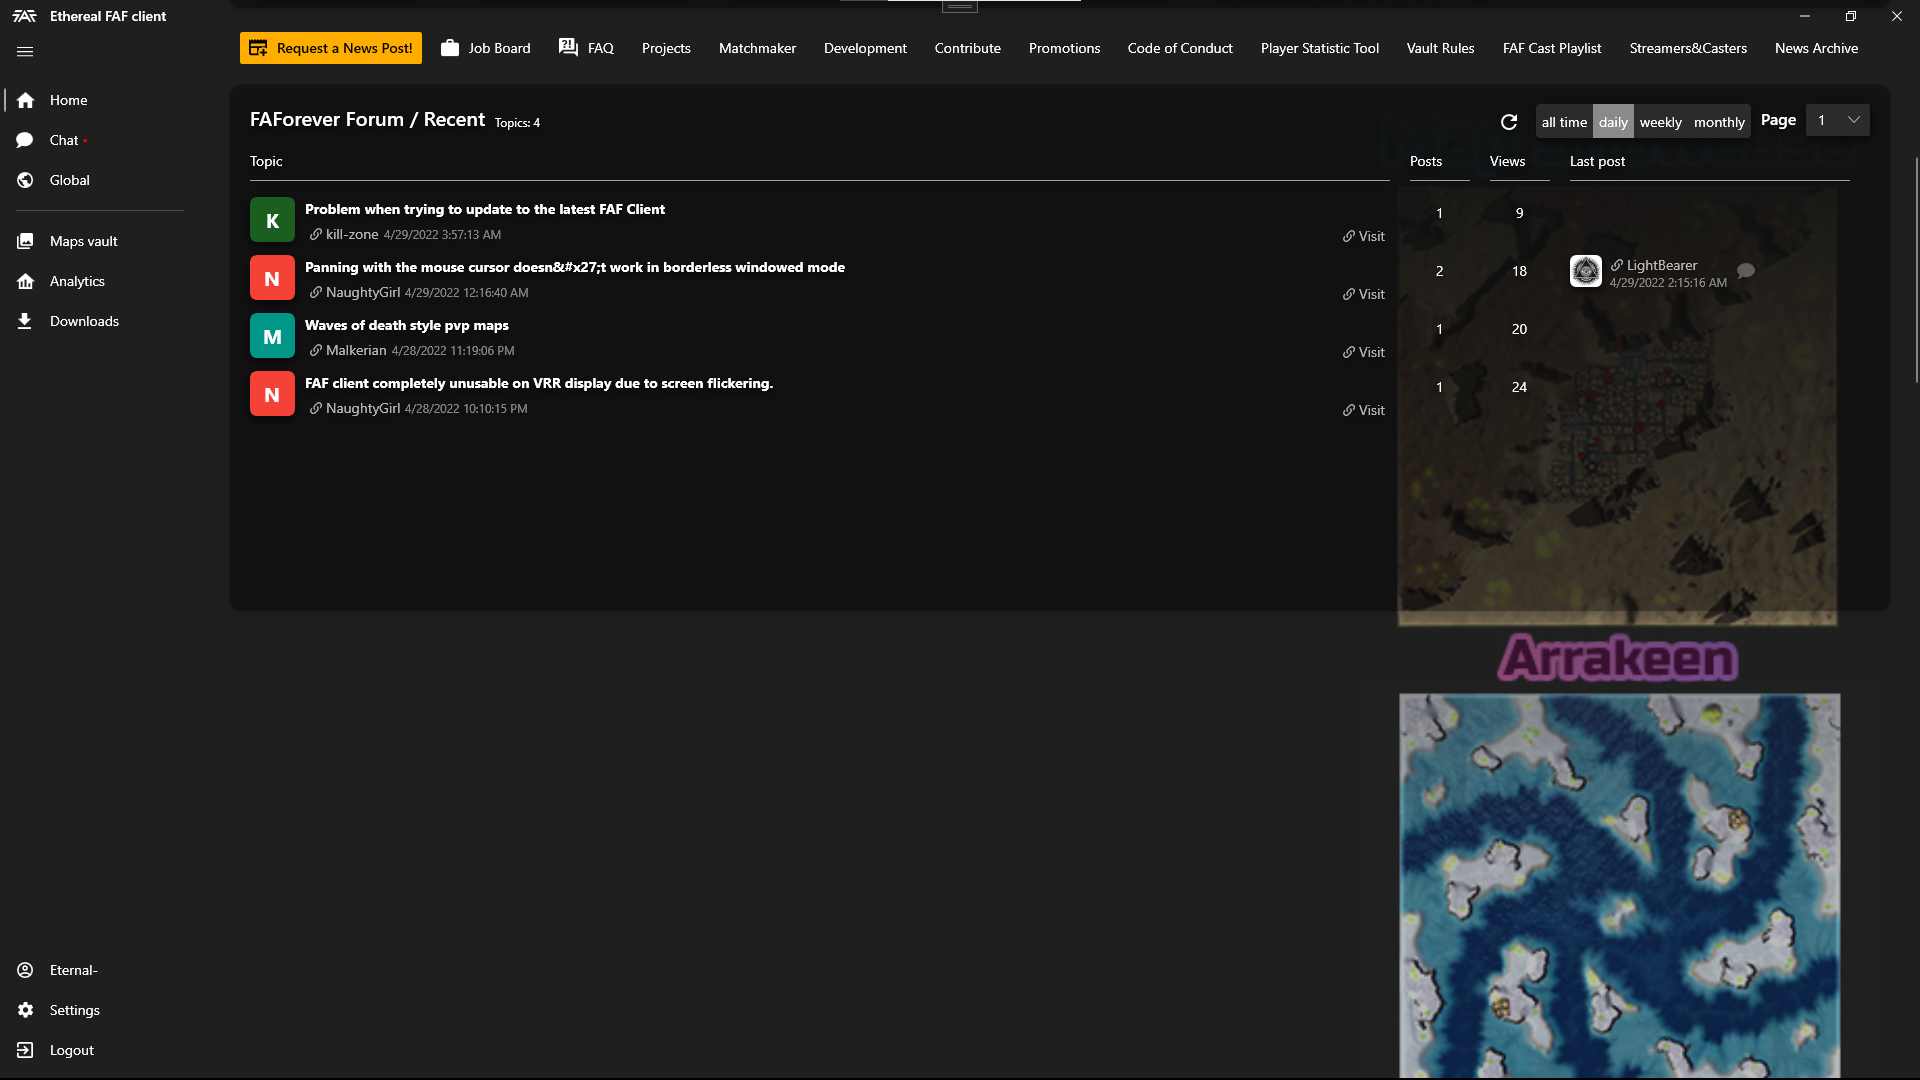 Ethereal FAF client
Request a News Post!
Job Board
FAQ
Projects
Matchmaker
Development
Contribute
Promotions
Code of Conduct
Player Statistic Tool
Vault Rules
FAF Cast Playlist
Streamers&Casters
News Archive
Home
Chat
Global
Maps vault
Analytics
Downloads
FAForever Forum / Recent Topics: 4
all time daily weekly monthly Page 1
Topic Posts Views Last post
K Problem when trying to update to the latest FAF Client 1 9
kill-zone 4/29/2022 3:57:13 AM Visit
N Panning with the mouse cursor doesn&#x27;t work in borderless windowed mode 2 18 LightBearer
NaughtyGirl 4/29/2022 12:16:40 AM Visit 4/29/2022 2:15:16 AM
M Waves of death style pvp maps 1 20
Malkerian 4/28/2022 11:19:06 PM Visit
N FAF client completely unusable on VRR display due to screen flickering. 1 24
NaughtyGirl 4/28/2022 10:10:15 PM Visit
Arrakeen
Eternal-
Settings
Logout